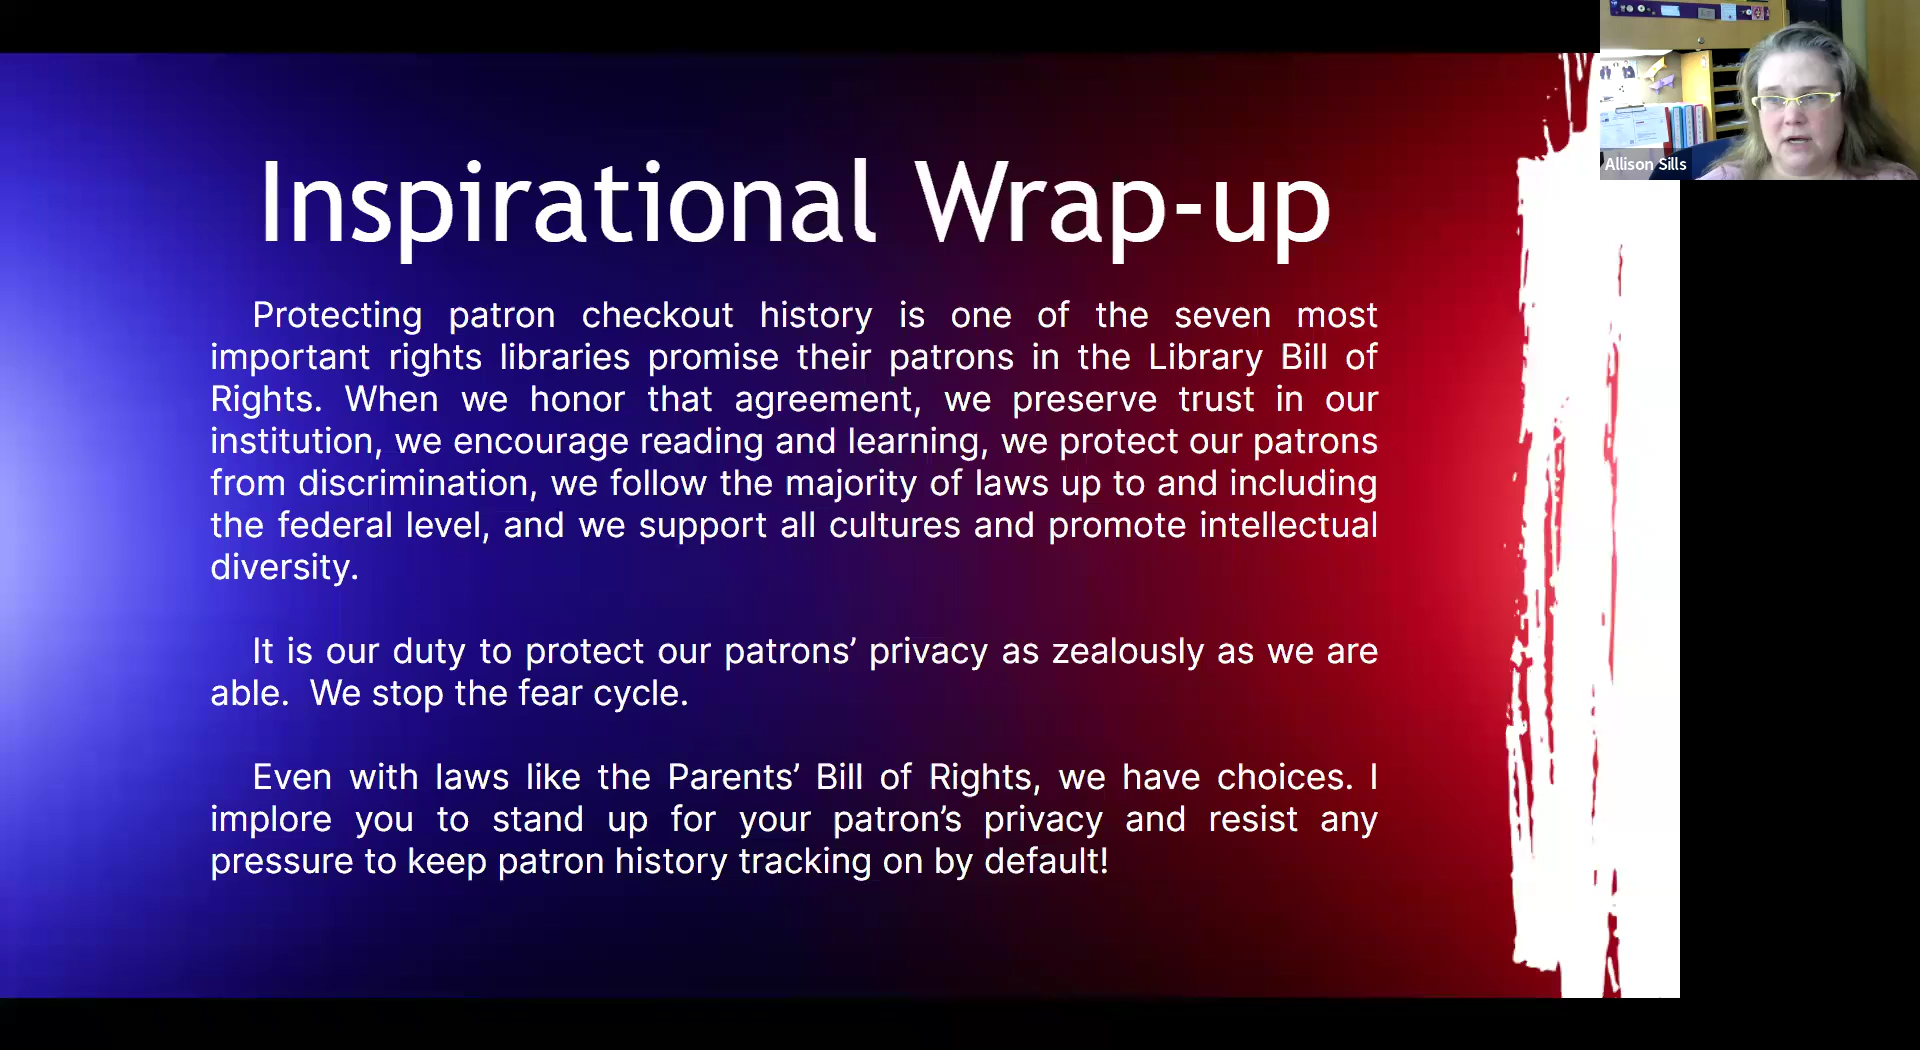 Inspirational Wrap-up
Protecting patron checkout history is one of the seven most
important rights libraries promise their patrons in the Library Bill of
Rights. When we honor that agreement, we preserve trust in our
institution, we encourage reading and learning, we protect our patrons
from discrimination, we follow the majority of laws up to and including
the federal level, and we support all cultures and promote intellectual
diversity.
It is our duty to protect our patrons’ privacy as zealously as we are
able.  We stop the fear cycle.
Even with laws like the Parents’ Bill of Rights, we have choices. I
implore you to stand up for your patron’s privacy and resist any
pressure to keep patron history tracking on by default!
Allison Sills